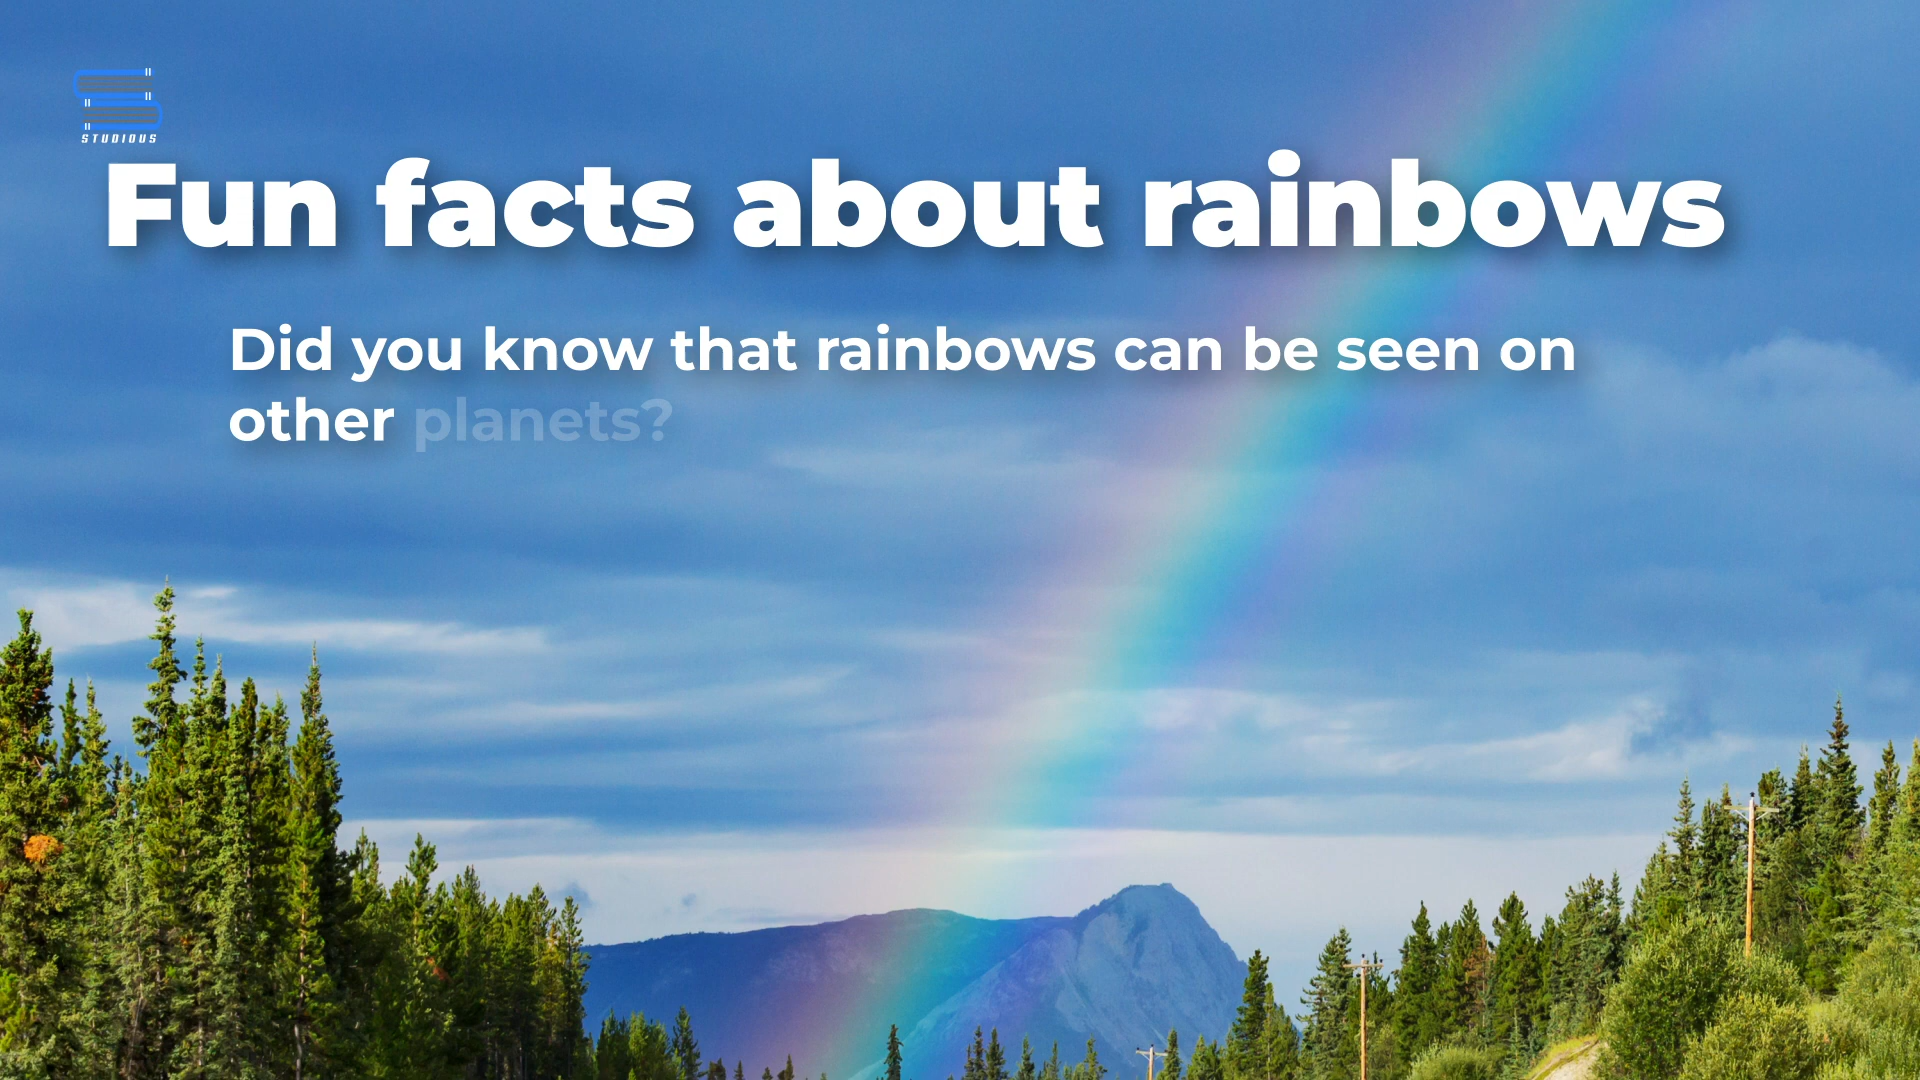 STUDIOUS
Fun facts about rainbows
Did you know that rainbows can be seen on
other planets?